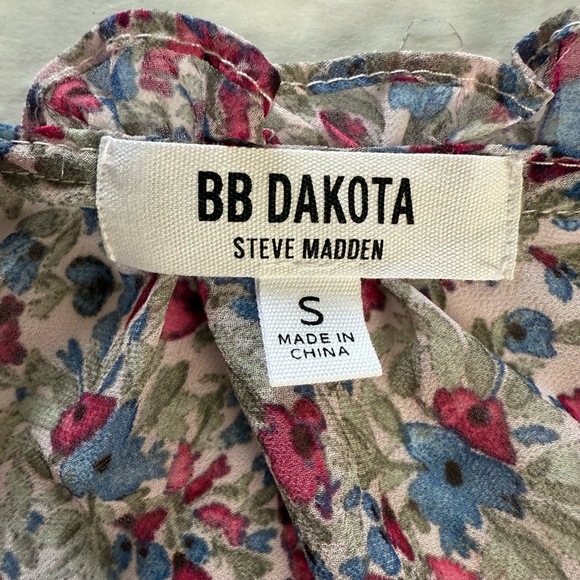 BB DAKOTA
STEVE MADDEN
S
MADE IN
CHINA